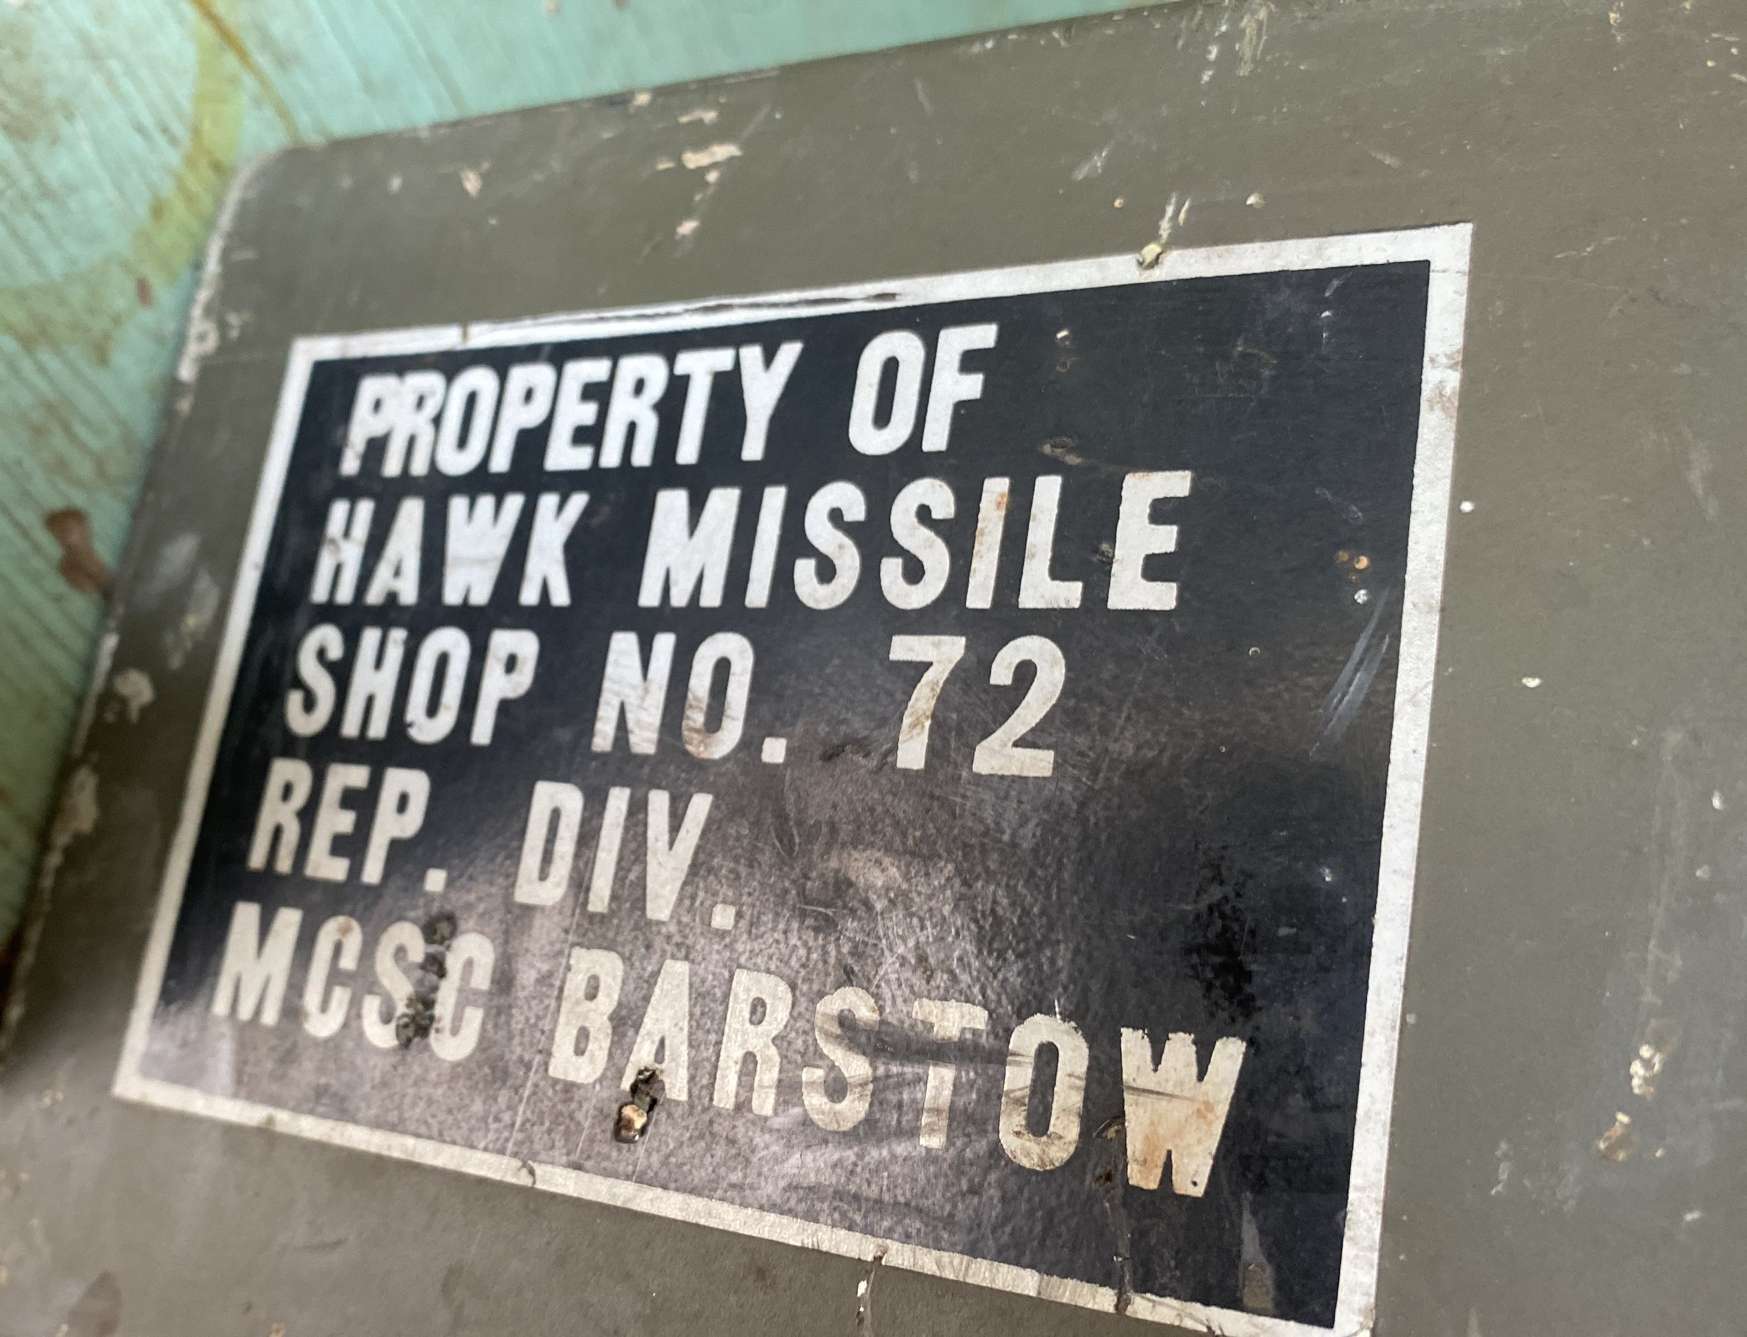 PROPERTY OF
HAWK MISSILE
SHOP NO. 72
REP. DIV.
MCSC BARSTOW